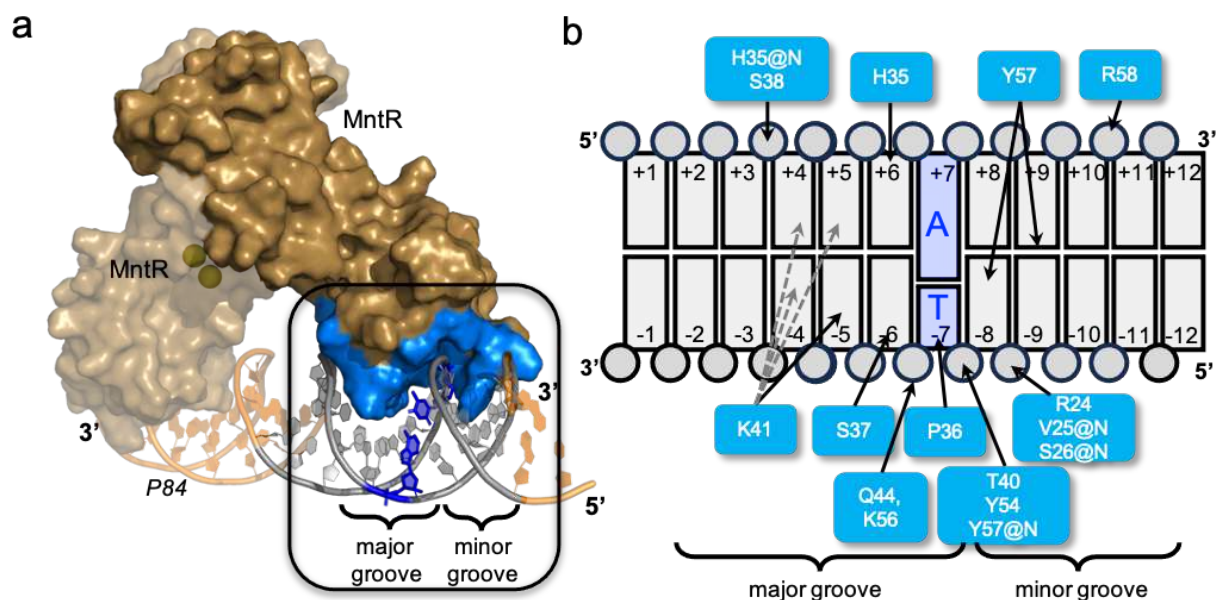 a
MntR
MntR
3’
3’
P84
5’
major
groove
minor
groove
b
H35@N
S38
H35
Y57
R58
5’
3’
+1 +2 +3 +4 +5 +6 +7 +8 +9 +10 +11 +12
A
T
-1 -2 -3 -4 -5 -6 -7 -8 -9 -10 -11 -12
3’
5’
K41
S37
P36
R24
V25@N
S26@N
Q44,
K56
T40
Y54
Y57@N
major groove
minor groove